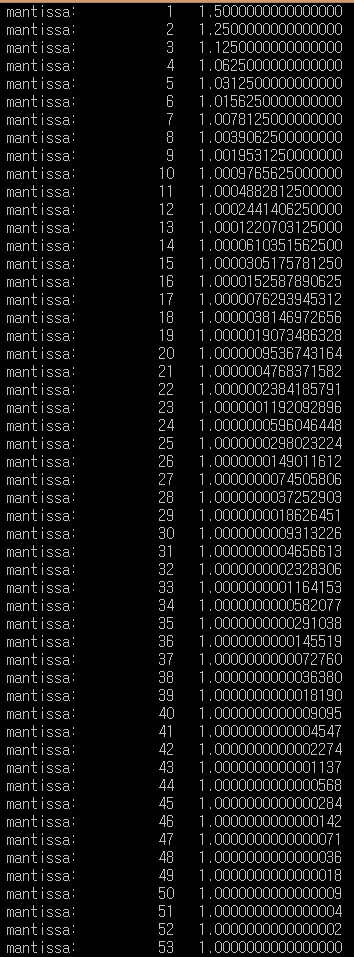 mantissa: 1 1.5000000000000000
mantissa: 2 1.2500000000000000
mantissa: 3 1.1250000000000000
mantissa: 4 1.0625000000000000
mantissa: 5 1.0312500000000000
mantissa: 6 1.0156250000000000
mantissa: 7 1.0078125000000000
mantissa: 8 1.0039062500000000
mantissa: 9 1.0019531250000000
mantissa: 10 1.0009765625000000
mantissa: 11 1.0004882812500000
mantissa: 12 1.0002441406250000
mantissa: 13 1.0001220703125000
mantissa: 14 1.0000610351562500
mantissa: 15 1.0000305175781250
mantissa: 16 1.0000152587890625
mantissa: 17 1.0000076293945312
mantissa: 18 1.0000038146972656
mantissa: 19 1.0000019073486328
mantissa: 20 1.0000009536743164
mantissa: 21 1.0000004768371582
mantissa: 22 1.0000002384185791
mantissa: 23 1.0000001192092896
mantissa: 24 1.0000000596046448
mantissa: 25 1.0000000298023224
mantissa: 26 1.0000000149011612
mantissa: 27 1.0000000074505806
mantissa: 28 1.0000000037252903
mantissa: 29 1.0000000018626451
mantissa: 30 1.0000000009313226
mantissa: 31 1.0000000004656613
mantissa: 32 1.0000000002328306
mantissa: 33 1.0000000001164153
mantissa: 34 1.0000000000582077
mantissa: 35 1.0000000000291038
mantissa: 36 1.0000000000145519
mantissa: 37 1.0000000000072760
mantissa: 38 1.0000000000036380
mantissa: 39 1.0000000000018190
mantissa: 40 1.0000000000009095
mantissa: 41 1.0000000000004547
mantissa: 42 1.0000000000002274
mantissa: 43 1.0000000000001137
mantissa: 44 1.0000000000000568
mantissa: 45 1.0000000000000284
mantissa: 46 1.0000000000000142
mantissa: 47 1.0000000000000071
mantissa: 48 1.0000000000000036
mantissa: 49 1.0000000000000018
mantissa: 50 1.0000000000000009
mantissa: 51 1.0000000000000004
mantissa: 52 1.0000000000000002
mantissa: 53 1.0000000000000000